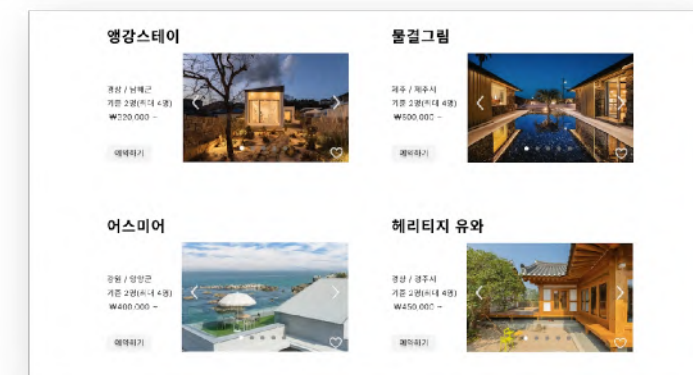 앵강스테이
경상 / 남해군
기준 2명(최대 4명)
₩320,000 ~
예약하기
물결그림
제주 / 제주시
기준 2명(최대 4명)
₩600,000 ~
예약하기
어스미어
강원 / 양양군
기준 2명(최대 4명)
₩400,000 ~
예약하기
헤리티지 유와
경상 / 경주시
기준 2명(최대 4명)
₩450,000 ~
예약하기